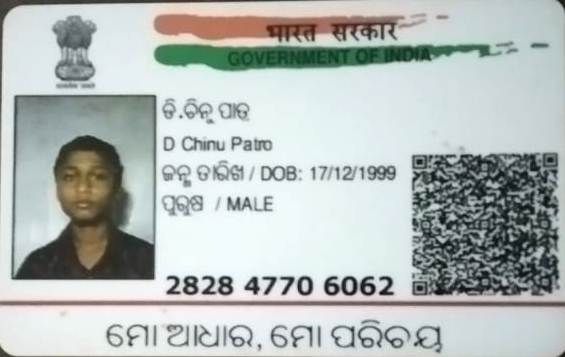 भारत सरकार
GOVERNMENT OF INDIA
ଡି.ଚିନୁ ପାତ୍ର
D Chinu Patro
ଜନ୍ମ ତାରିଖ / DOB: 17/12/1999
ପୁରୁଷ / MALE
2828 4770 6062
ମୋ ଆଧାର, ମୋ ପରିଚୟ